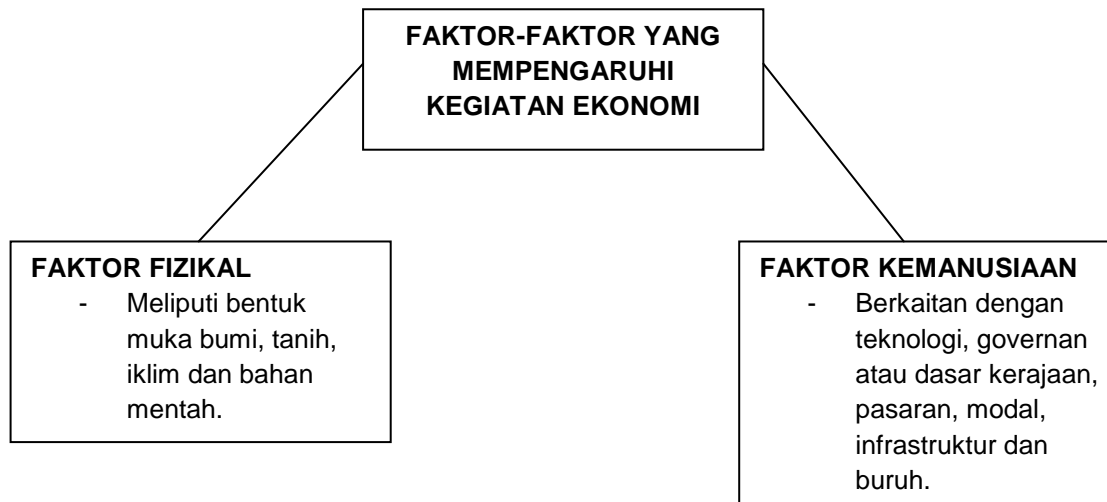 FAKTOR-FAKTOR YANG
MEMPENGARUHI
KEGIATAN EKONOMI
FAKTOR FIZIKAL
- Meliputi bentuk
muka bumi, tanih,
iklim dan bahan
mentah.
FAKTOR KEMANUSIAAN
- Berkaitan dengan
teknologi, governan
atau dasar kerajaan,
pasaran, modal,
infrastruktur dan
buruh.